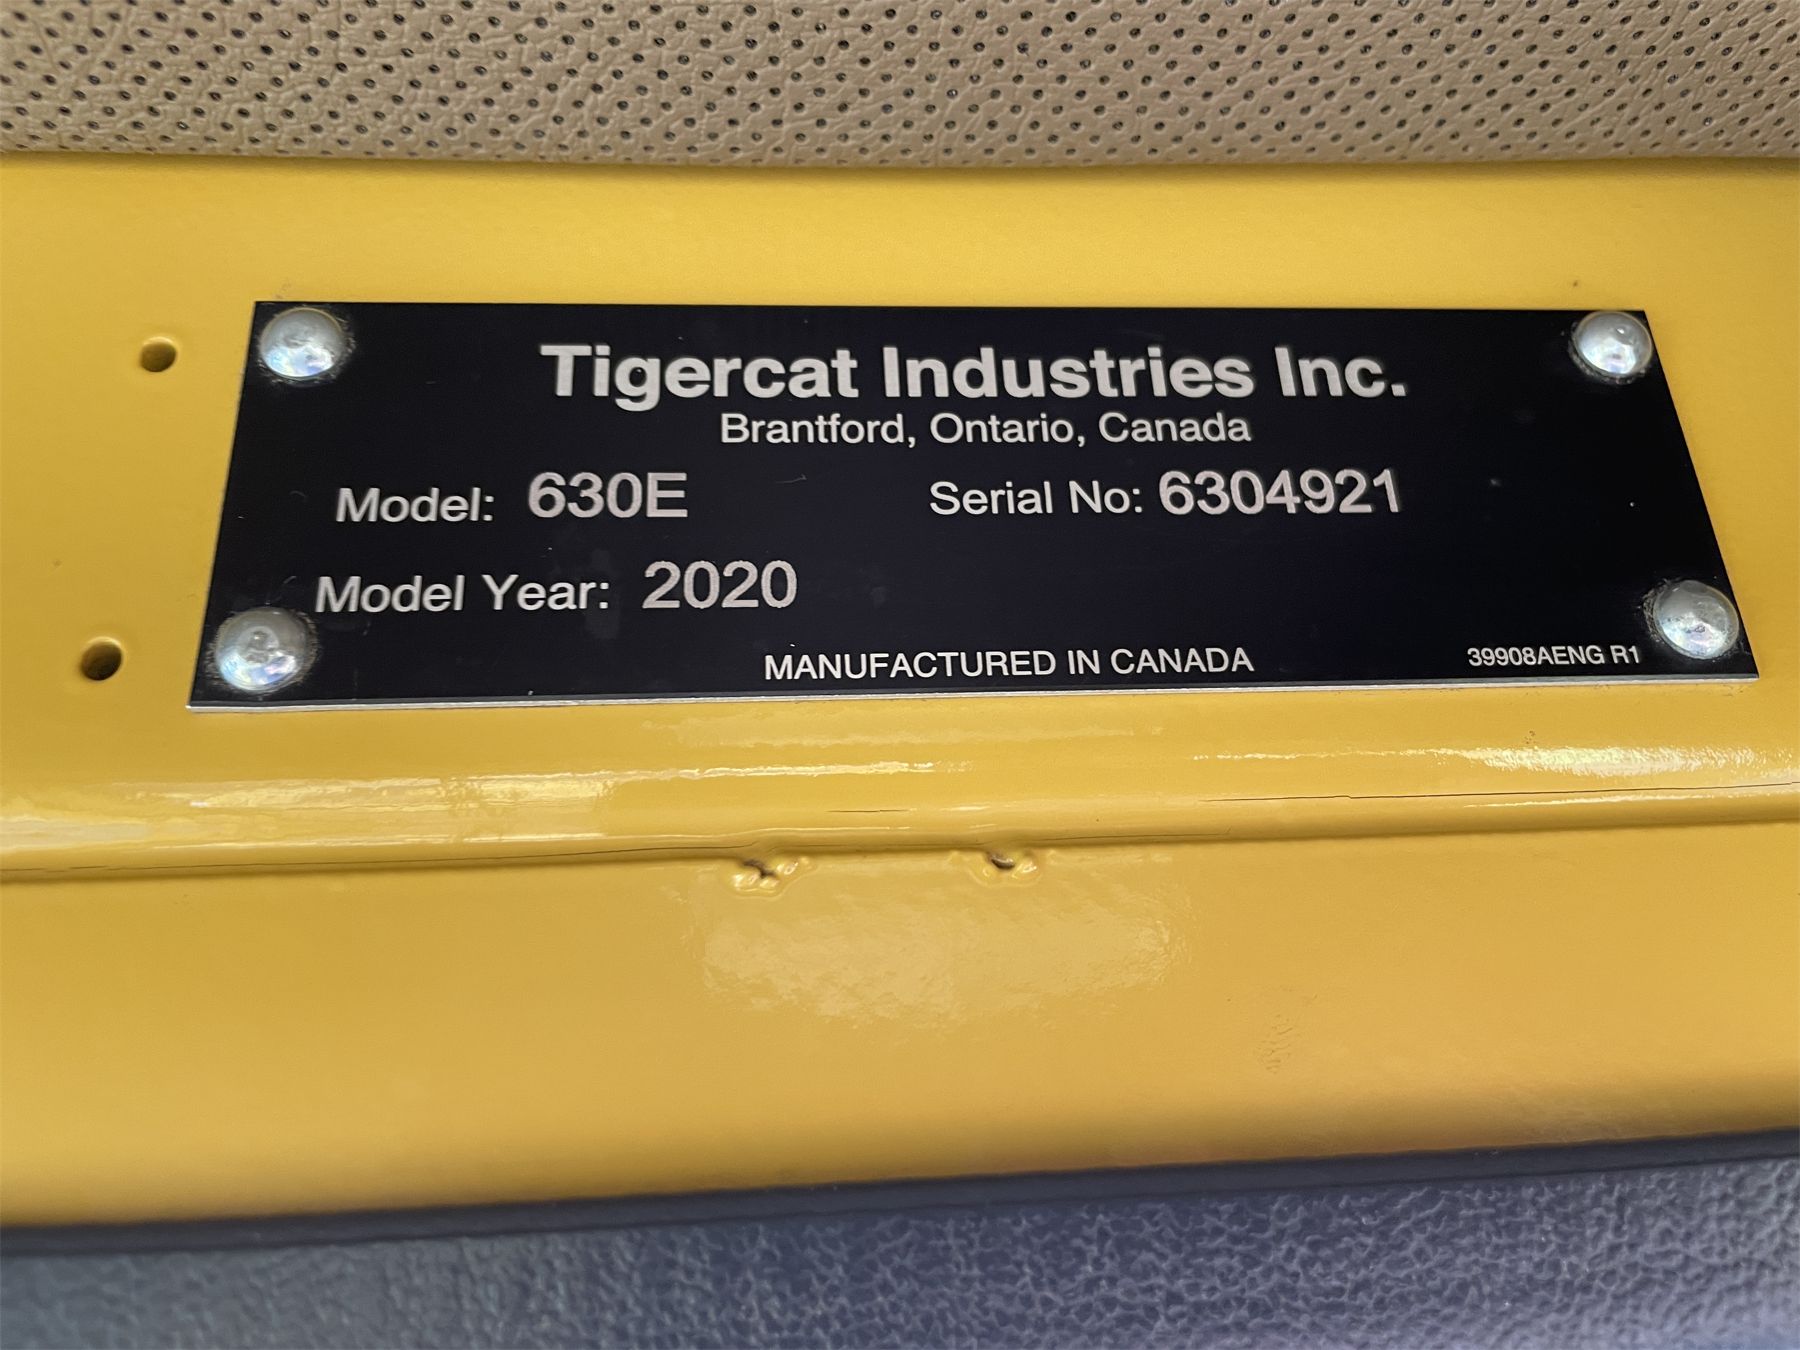 Tigercat Industries Inc.
Brantford, Ontario, Canada
Model: 630E Serial No: 6304921
Model Year: 2020
MANUFACTURED IN CANADA 39908AENG R1